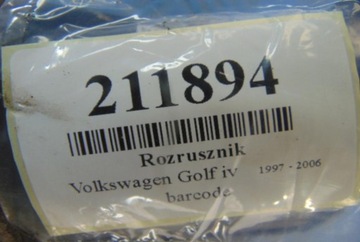 211894
Rozrusznik
Volkswagen Golf iv 1997 - 2006
barcode